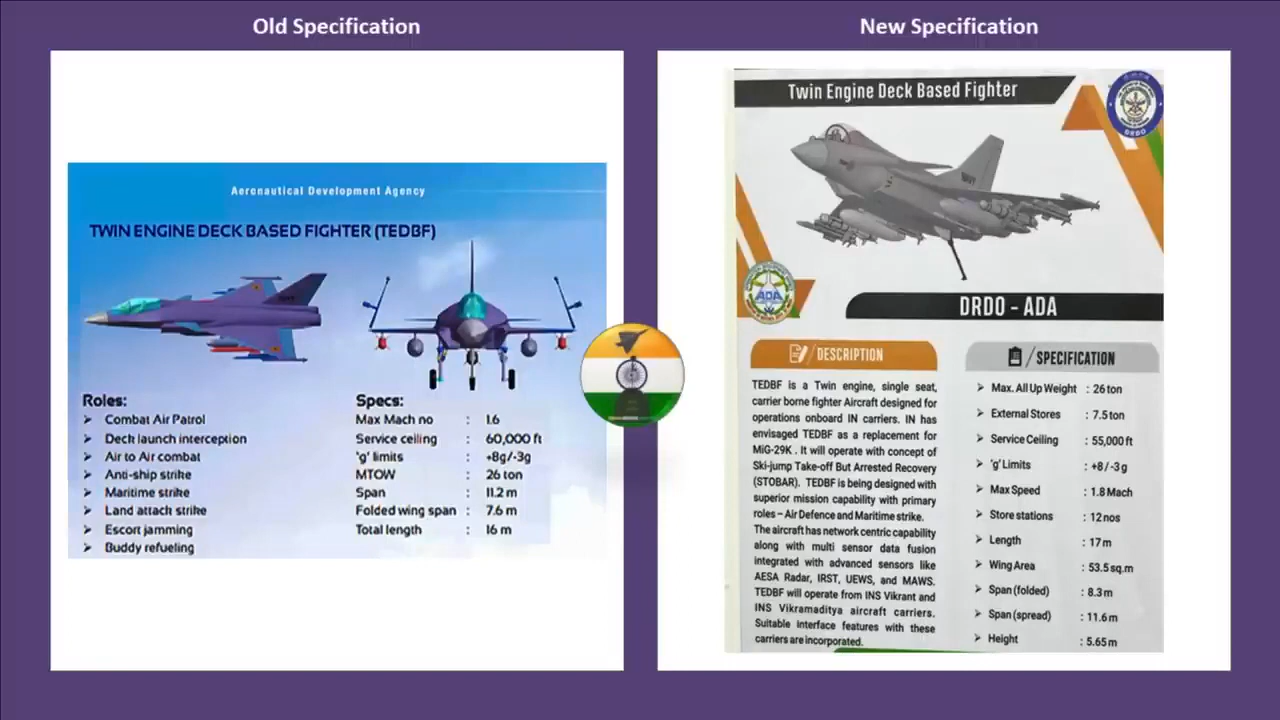 Old Specification
Aeronautical Development Agency
TWIN ENGINE DECK BASED FIGHTER (TEDBF)
Roles:
➤ Combat Air Patrol
➤ Deck launch interception
➤ Air to Air combat
➤ Anti-ship strike
➤ Maritime strike
➤ Land attach strike
➤ Escort jamming
➤ Buddy refueling
Specs:
Max Mach no : 1.6
Service ceiling : 60,000 ft
'g' limits : +8g/-3g
MTOW : 26 ton
Span : 11.2 m
Folded wing span : 7.6 m
Total length : 16 m
New Specification
Twin Engine Deck Based Fighter
DRDO
NAVY
ADA
DRDO - ADA
DESCRIPTION
TEDBF is a Twin engine, single seat,
carrier borne fighter Aircraft designed for
operations onboard IN carriers. IN has
envisaged TEDBF as a replacement for
MiG-29K . It will operate with concept of
Ski-jump Take-off But Arrested Recovery
(STOBAR). TEDBF is being designed with
superior mission capability with primary
roles – Air Defence and Maritime strike.
The aircraft has network centric capability
along with multi sensor data fusion
integrated with advanced sensors like
AESA Radar, IRST, UEWS, and MAWS.
TEDBF will operate from INS Vikrant and
INS Vikramaditya aircraft carriers.
Suitable Interface features with these
carriers are incorporated.
SPECIFICATION
➤ Max. All Up Weight : 26 ton
➤ External Stores : 7.5 ton
➤ Service Ceiling : 55,000 ft
➤ 'g' Limits : +8/-3 g
➤ Max Speed : 1.8 Mach
➤ Store stations : 12 nos
➤ Length : 17 m
➤ Wing Area : 53.5 sq.m
➤ Span (folded) : 8.3 m
➤ Span (spread) : 11.6 m
➤ Height : 5.65 m